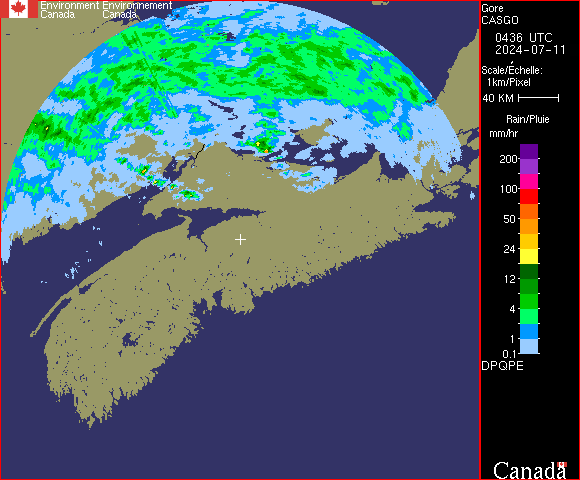 Environment Environnement
Canada Canada
Gore
CASGO
0436 UTC
2024-07-11
Scale/Échelle:
1km/Pixel
40 KM
Rain/Pluie
mm/hr
200
100
50
24
12
4
1
0.1
DPQPE
Canada